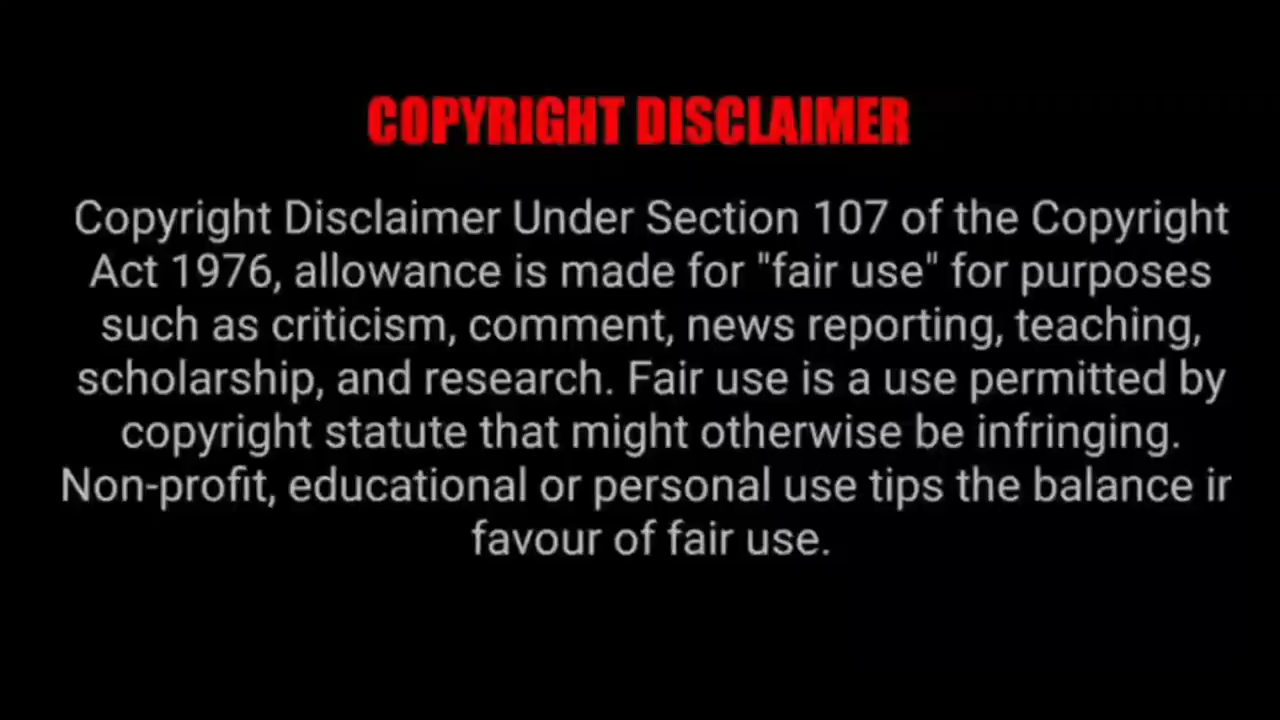 COPYRIGHT DISCLAIMER
Copyright Disclaimer Under Section 107 of the Copyright
Act 1976, allowance is made for "fair use" for purposes
such as criticism, comment, news reporting, teaching,
scholarship, and research. Fair use is a use permitted by
copyright statute that might otherwise be infringing.
Non-profit, educational or personal use tips the balance ir
favour of fair use.